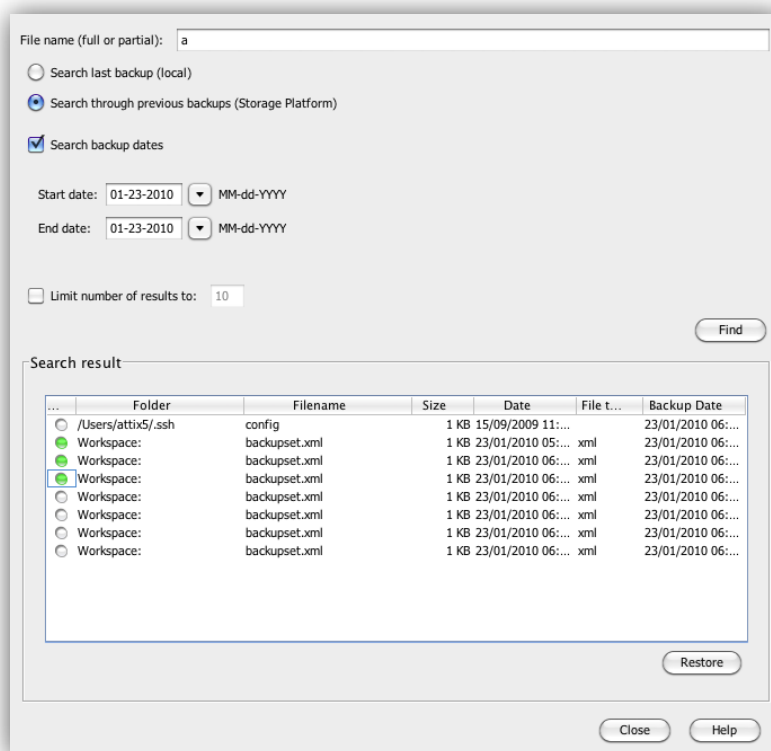 File name (full or partial): a
Search last backup (local)
Search through previous backups (Storage Platform)
Search backup dates
Start date: 01-23-2010 MM-dd-YYYY
End date: 01-23-2010 MM-dd-YYYY
Limit number of results to: 10
Find
Search result
... Folder Filename Size Date File t... Backup Date
/Users/attix5/.ssh config 1 KB 15/09/2009 11:... 23/01/2010 06:...
Workspace: backupset.xml 1 KB 23/01/2010 05:... xml 23/01/2010 06:...
Workspace: backupset.xml 1 KB 23/01/2010 06:... xml 23/01/2010 06:...
Workspace: backupset.xml 1 KB 23/01/2010 06:... xml 23/01/2010 06:...
Workspace: backupset.xml 1 KB 23/01/2010 06:... xml 23/01/2010 06:...
Workspace: backupset.xml 1 KB 23/01/2010 06:... xml 23/01/2010 06:...
Workspace: backupset.xml 1 KB 23/01/2010 06:... xml 23/01/2010 06:...
Workspace: backupset.xml 1 KB 23/01/2010 06:... xml 23/01/2010 06:...
Restore
Close Help